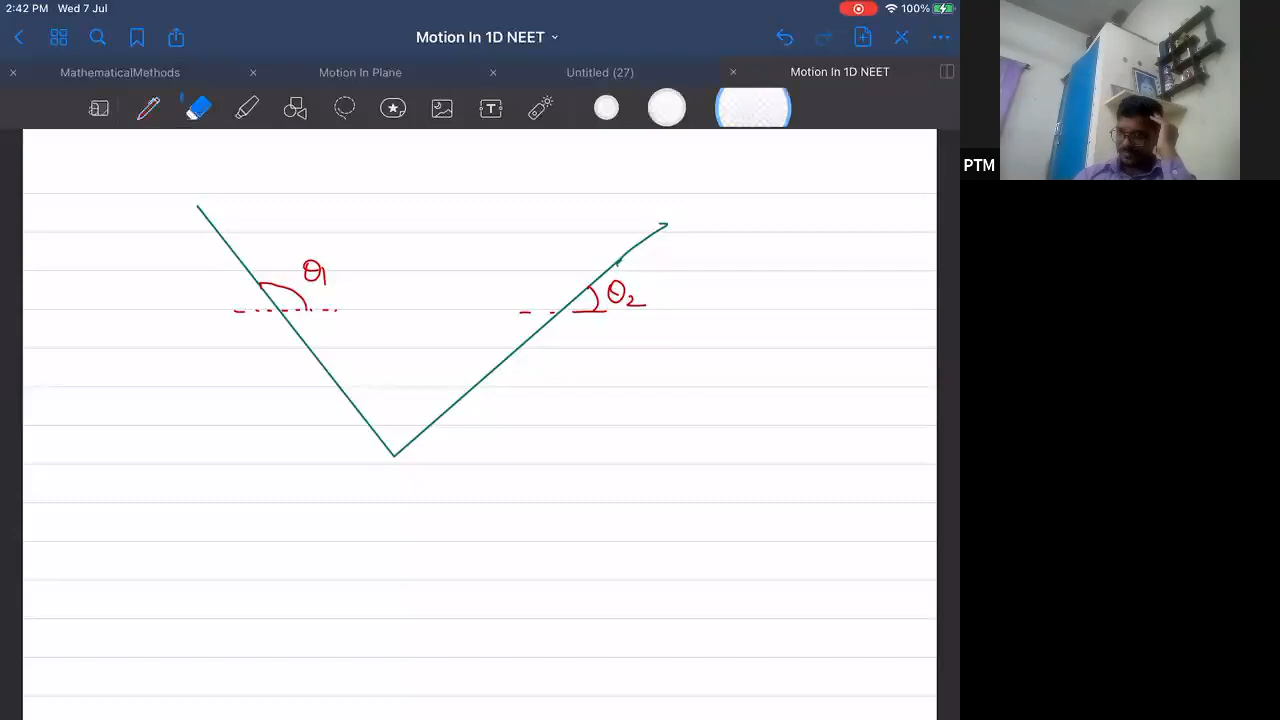 2:42 PM Wed 7 Jul
100%
Motion In 1D NEET
MathematicalMethods
Motion In Plane
Untitled (27)
Motion In 1D NEET
PTM
θ1
θ2